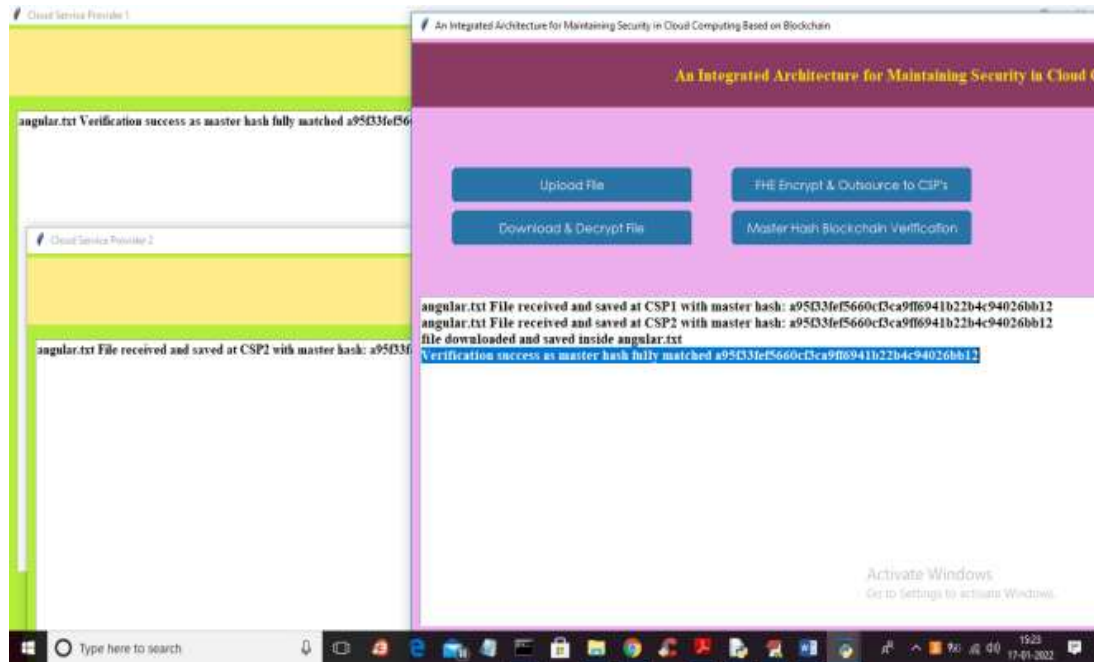 Cloud Service Provider 1
An Integrated Architecture for Maintaining Security in Cloud Computing Based on Blockchain
An Integrated Architecture for Maintaining Security in Cloud
angular.txt Verification success as master hash fully matched a95f33fef56
Upload File
FHE Encrypt & Outsource to CSP's
Download & Decrypt File
Master Hash Blockchain Verification
Cloud Service Provider 2
angular.txt File received and saved at CSP2 with master hash: a95f33f
angular.txt File received and saved at CSP1 with master hash: a95f33fef5660cf3ca9ff6941b22b4c94026bb12
angular.txt File received and saved at CSP2 with master hash: a95f33fef5660cf3ca9ff6941b22b4c94026bb12
file downloaded and saved inside angular.txt
Verification success as master hash fully matched a95f33fef5660cf3ca9ff6941b22b4c94026bb12
Activate Windows
Go to Settings to activate Windows.
Type here to search
15:23
17-01-2022